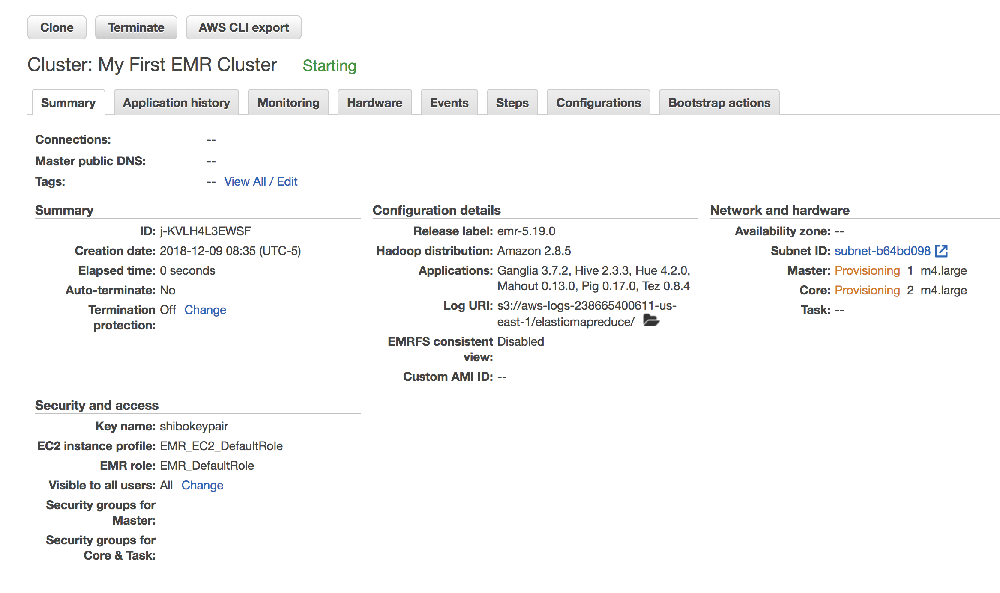 Clone Terminate AWS CLI export
Cluster: My First EMR Cluster Starting
Summary Application history Monitoring Hardware Events Steps Configurations Bootstrap actions
Connections: --
Master public DNS: --
Tags: -- View All / Edit
Summary
ID: j-KVLH4L3EWSF
Creation date: 2018-12-09 08:35 (UTC-5)
Elapsed time: 0 seconds
Auto-terminate: No
Termination Off Change
protection:
Configuration details
Release label: emr-5.19.0
Hadoop distribution: Amazon 2.8.5
Applications: Ganglia 3.7.2, Hive 2.3.3, Hue 4.2.0,
Mahout 0.13.0, Pig 0.17.0, Tez 0.8.4
Log URI: s3://aws-logs-238665400611-us-
east-1/elasticmapreduce/
EMRFS consistent Disabled
view:
Custom AMI ID: --
Network and hardware
Availability zone: --
Subnet ID: subnet-b64bd098
Master: Provisioning 1 m4.large
Core: Provisioning 2 m4.large
Task: --
Security and access
Key name: shibokeypair
EC2 instance profile: EMR_EC2_DefaultRole
EMR role: EMR_DefaultRole
Visible to all users: All Change
Security groups for
Master:
Security groups for
Core & Task: